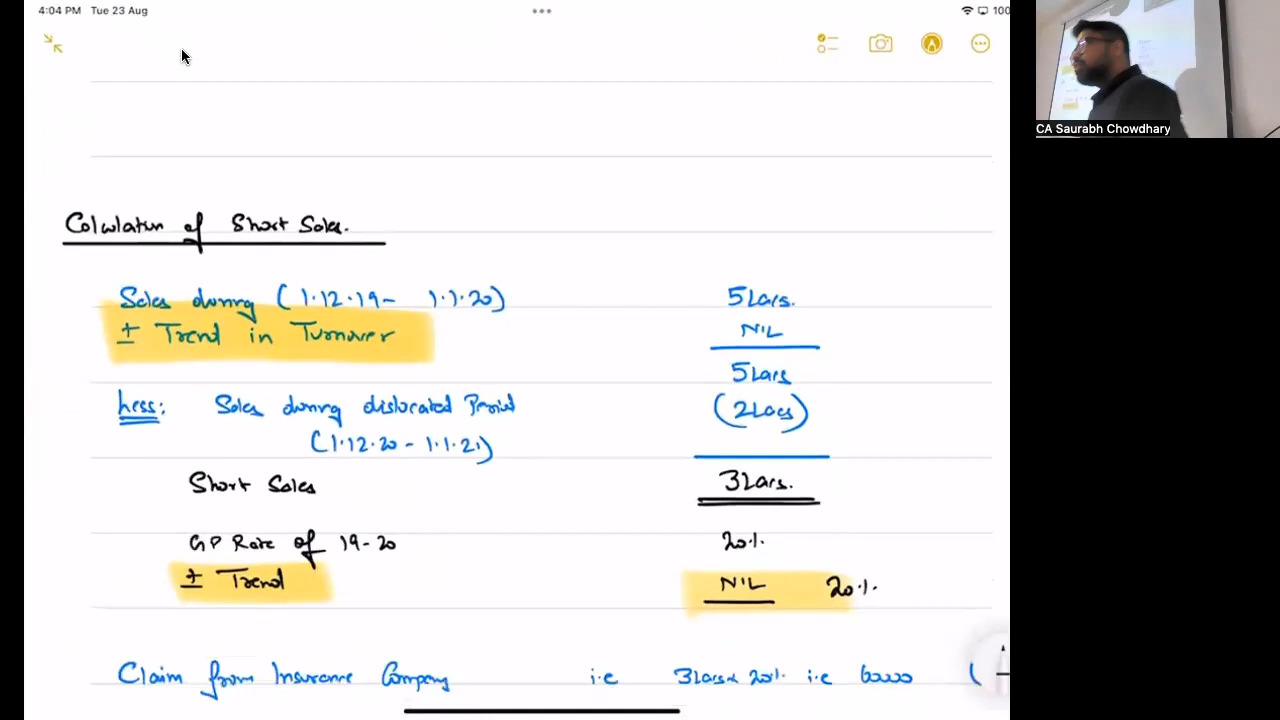 4:04 PM Tue 23 Aug
100
CA Saurabh Chowdhary
Calculation of Short Sales.
Sales during (1.12.19 - 1.1.20) 5 Lacs.
± Trend in Turnover NIL
5 Lacs
Less: Sales during dislocated Period (2 Lacs)
(1.12.20 - 1.1.21)
Short Sales 3 Lacs.
GP Rate of 19-20 20%
± Trend NIL 20%
Claim from Insurance Company i.e 3 Lacs x 20% i.e 60000 (